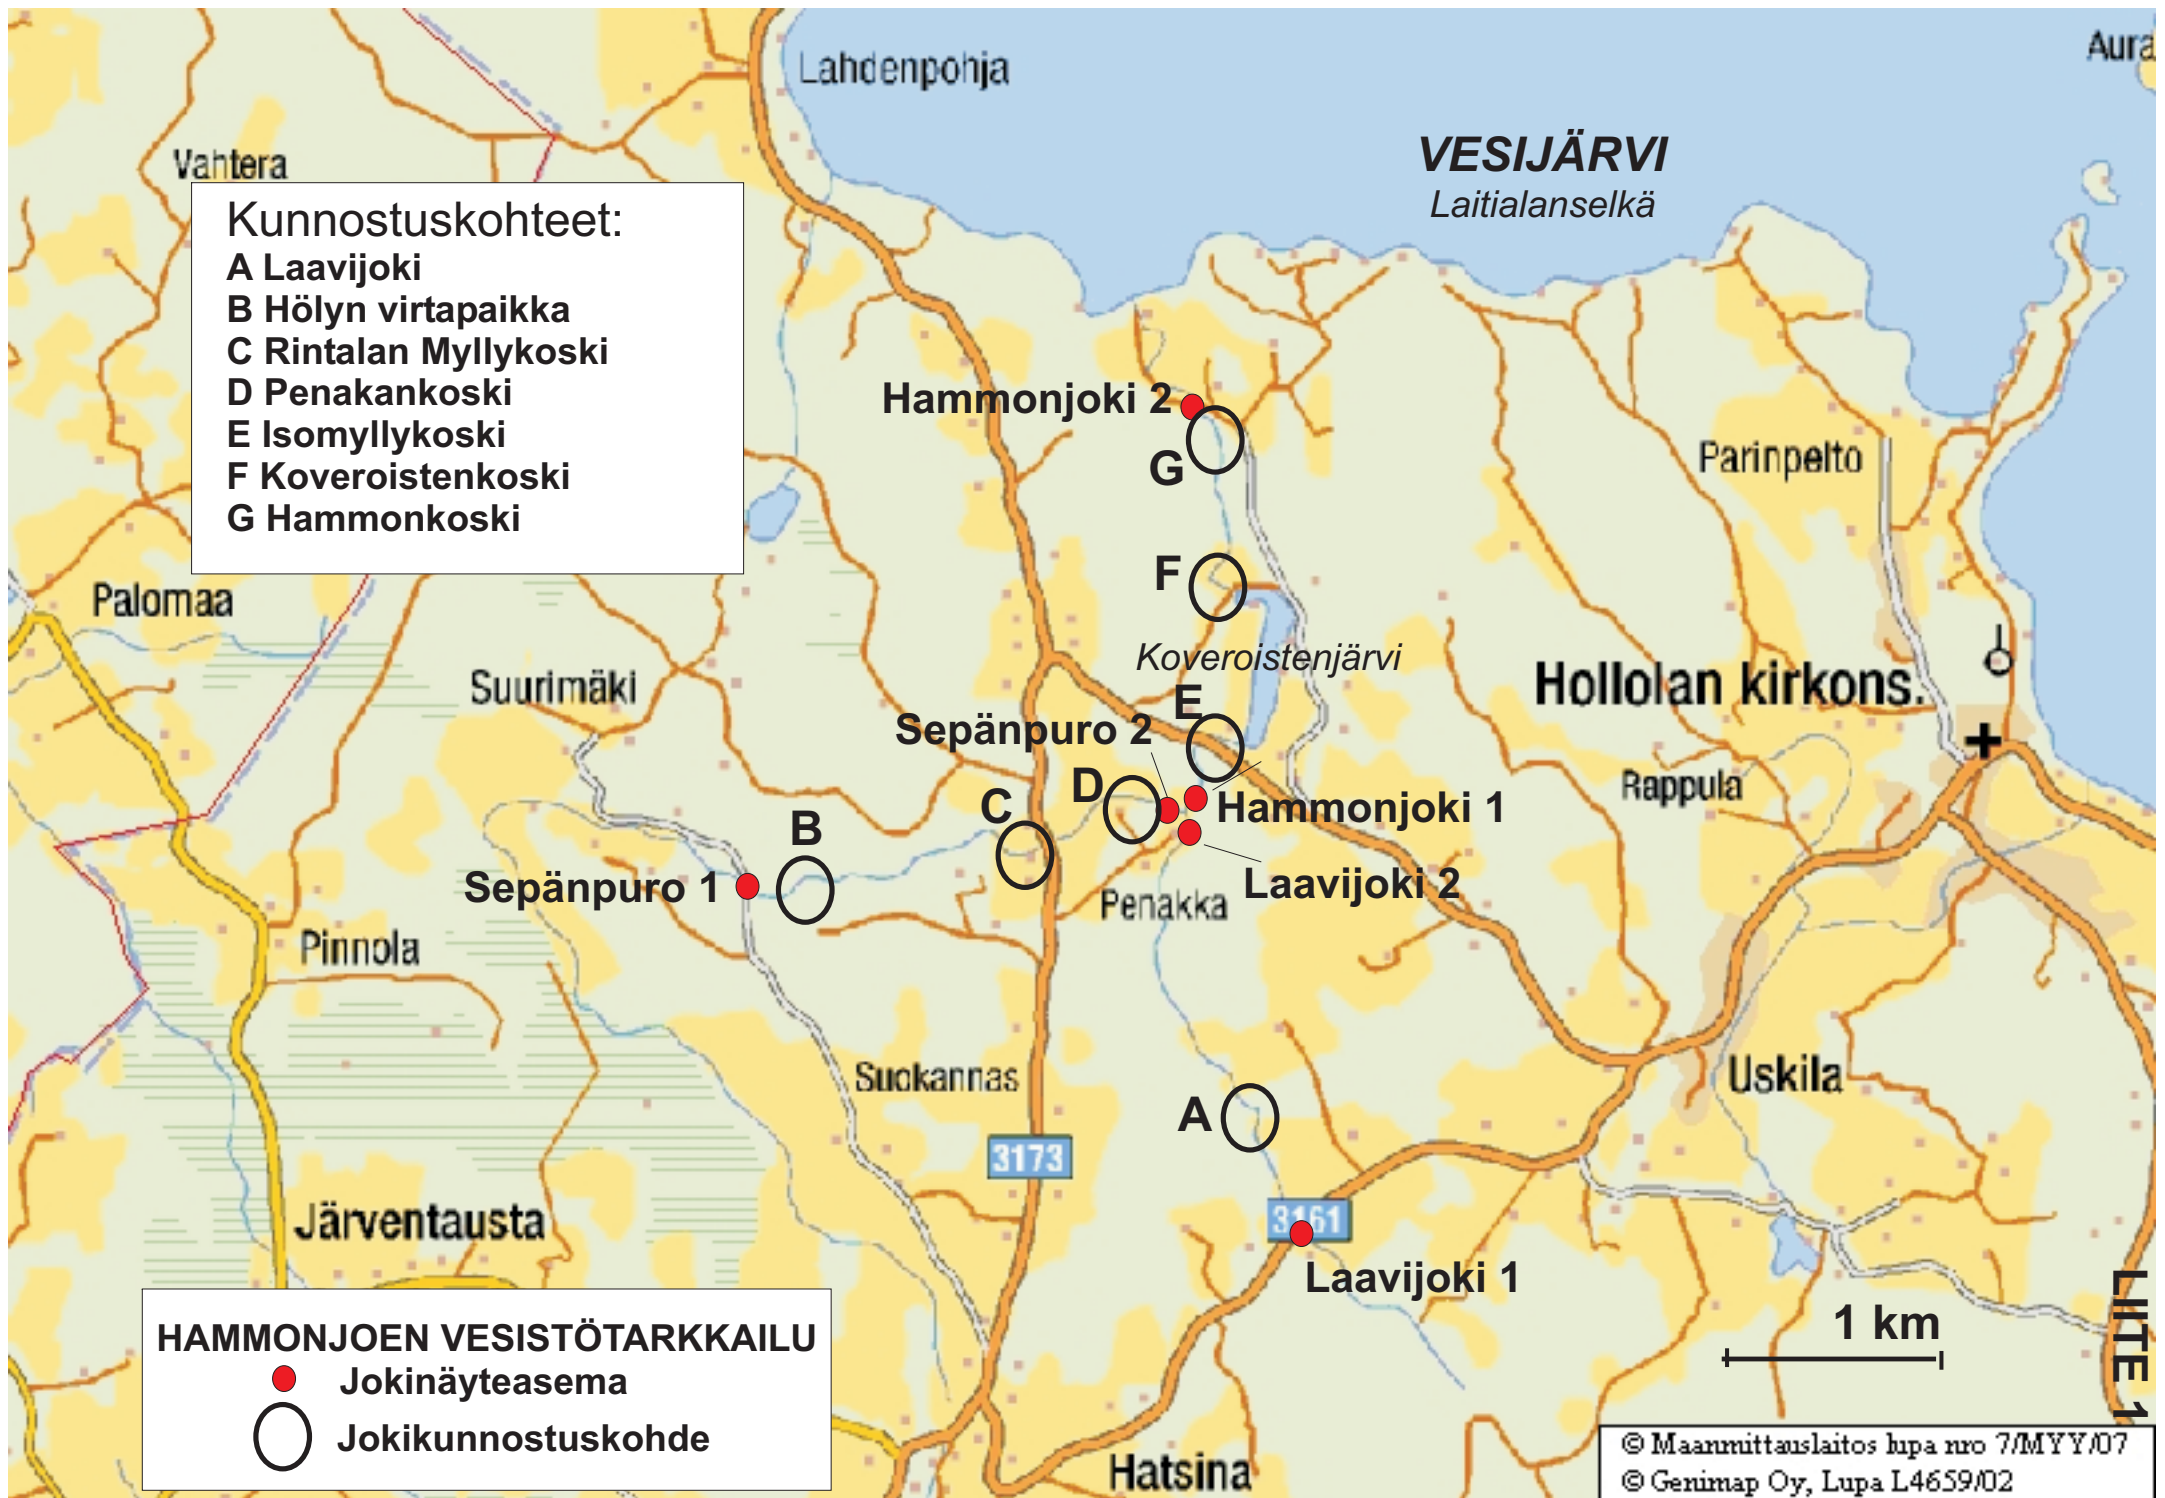 Lahdenpohja
Aura
VESIJÄRVI
Laitialanselkä
Vahtera
Kunnostuskohteet:
A Laavijoki
B Hölyn virtapaikka
C Rintalan Myllykoski
D Penakankoski
E Isomyllykoski
F Koveroistenkoski
G Hammonkoski
Hammonjoki 2
G
Parinpelto
F
Palomaa
Koveroistenjärvi
Suurimäki
Hollolan kirkons.
E
Sepänpuro 2
D
Rappula
C
Hammonjoki 1
B
Sepänpuro 1
Laavijoki 2
Penakka
Pinnola
Suokannas
Uskila
A
3173
Järventausta
3161
Laavijoki 1
1 km
LIITE 1
HAMMONJOEN VESISTÖTARKKAILU
Jokinäyteasema
Jokikunnostuskohde
Hatsina
© Maanmittauslaitos lupa nro 7/MYY/07
© Genimap Oy, Lupa L4659/02